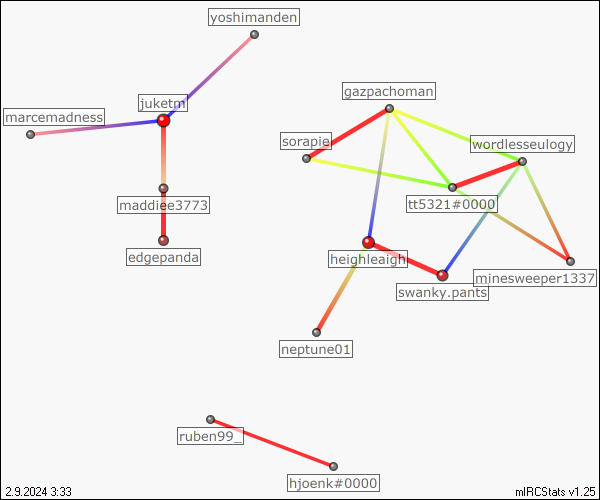 yoshimanden
gazpachoman
juketm
marcemadness
sorapie
wordlesseulogy
maddiee3773
tt5321#0000
edgepanda
heighleaigh
minesweeper1337
swanky.pants
neptune01
ruben99_
hjoenk#0000
2.9.2024 3:33
mIRCStats v1.25